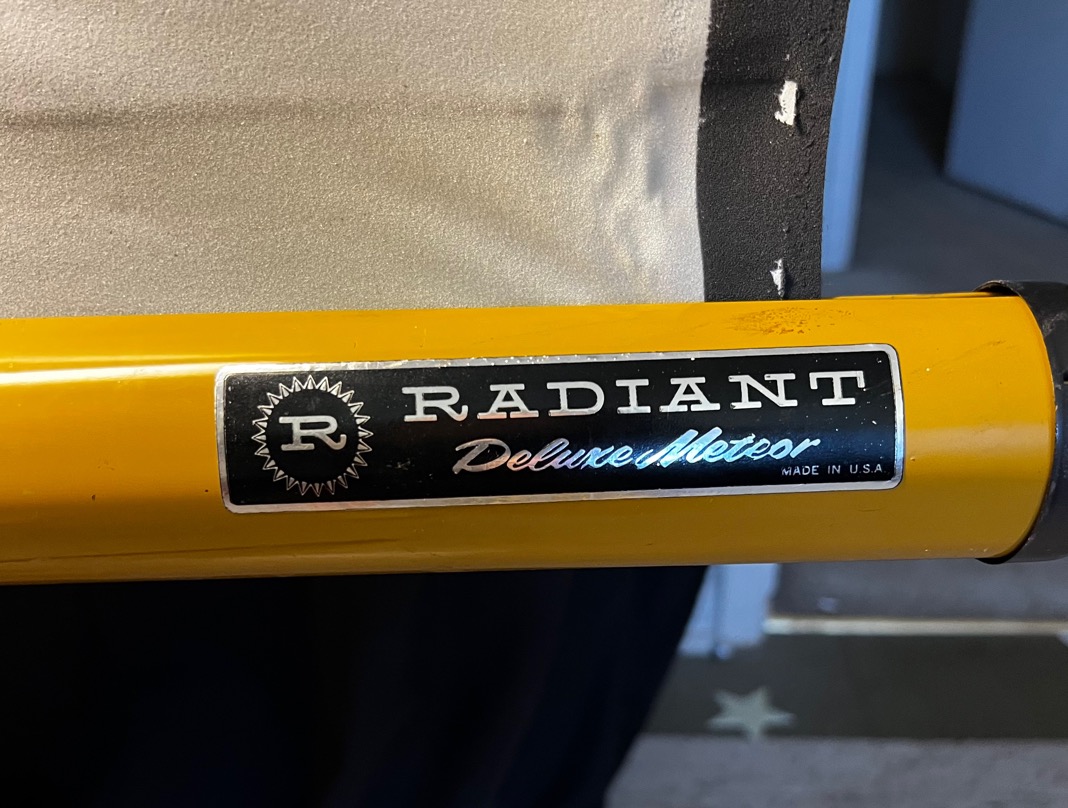 R
RADIANT
Deluxe Meteor
MADE IN U.S.A